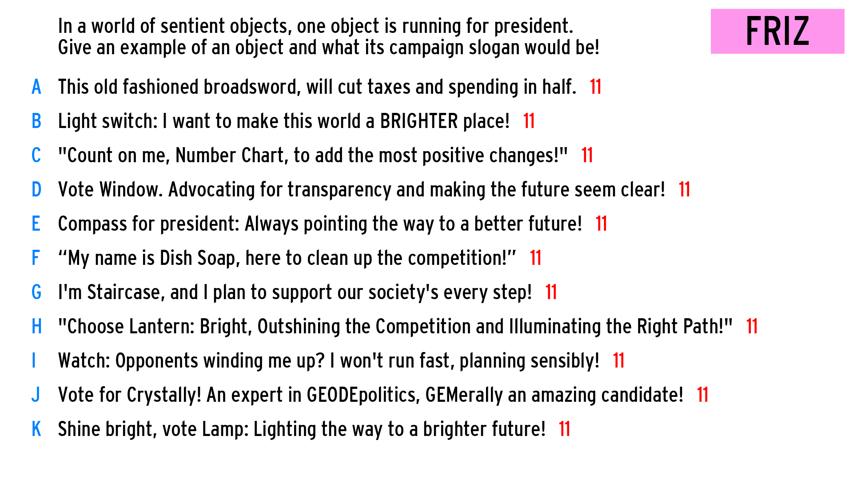 In a world of sentient objects, one object is running for president.
Give an example of an object and what its campaign slogan would be!
FRIZ
A This old fashioned broadsword, will cut taxes and spending in half. 11
B Light switch: I want to make this world a BRIGHTER place! 11
C "Count on me, Number Chart, to add the most positive changes!" 11
D Vote Window. Advocating for transparency and making the future seem clear! 11
E Compass for president: Always pointing the way to a better future! 11
F “My name is Dish Soap, here to clean up the competition!” 11
G I'm Staircase, and I plan to support our society's every step! 11
H "Choose Lantern: Bright, Outshining the Competition and Illuminating the Right Path!" 11
I Watch: Opponents winding me up? I won't run fast, planning sensibly! 11
J Vote for Crystally! An expert in GEODEpolitics, GEMerally an amazing candidate! 11
K Shine bright, vote Lamp: Lighting the way to a brighter future! 11